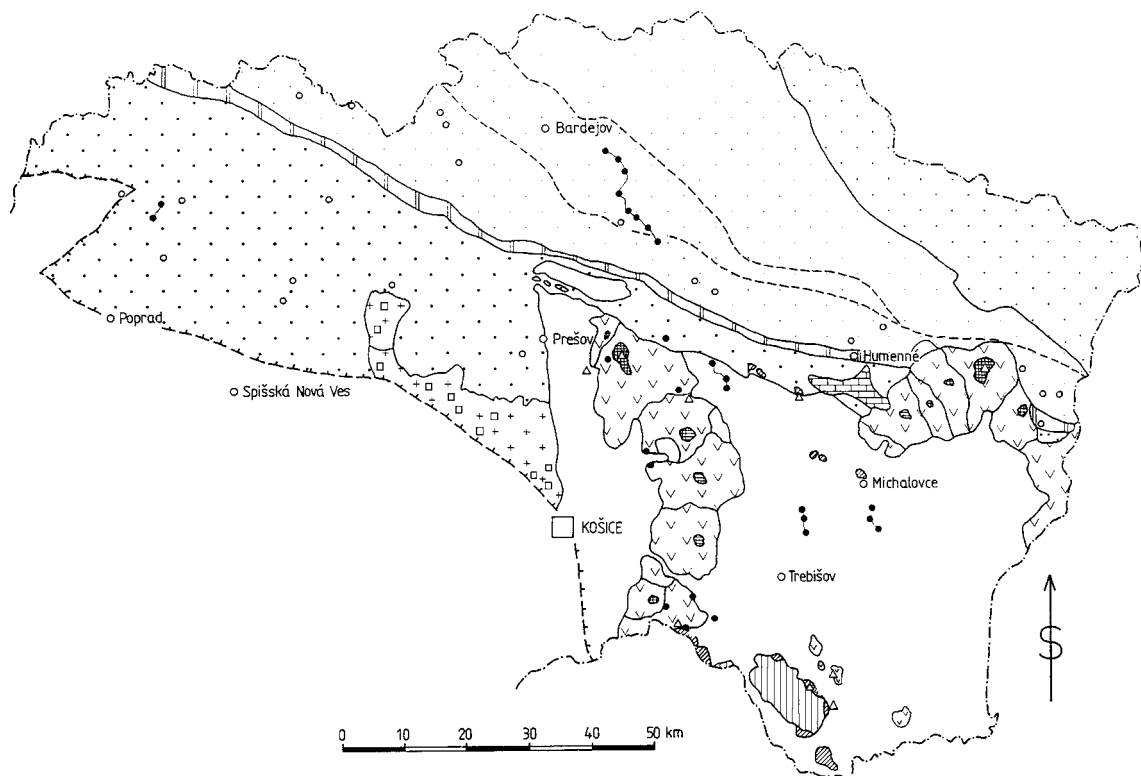 Bardejov
Poprad
Prešov
Humenné
Spišská Nová Ves
Michalovce
KOŠICE
Trebišov
S
0 10 20 30 40 50 km